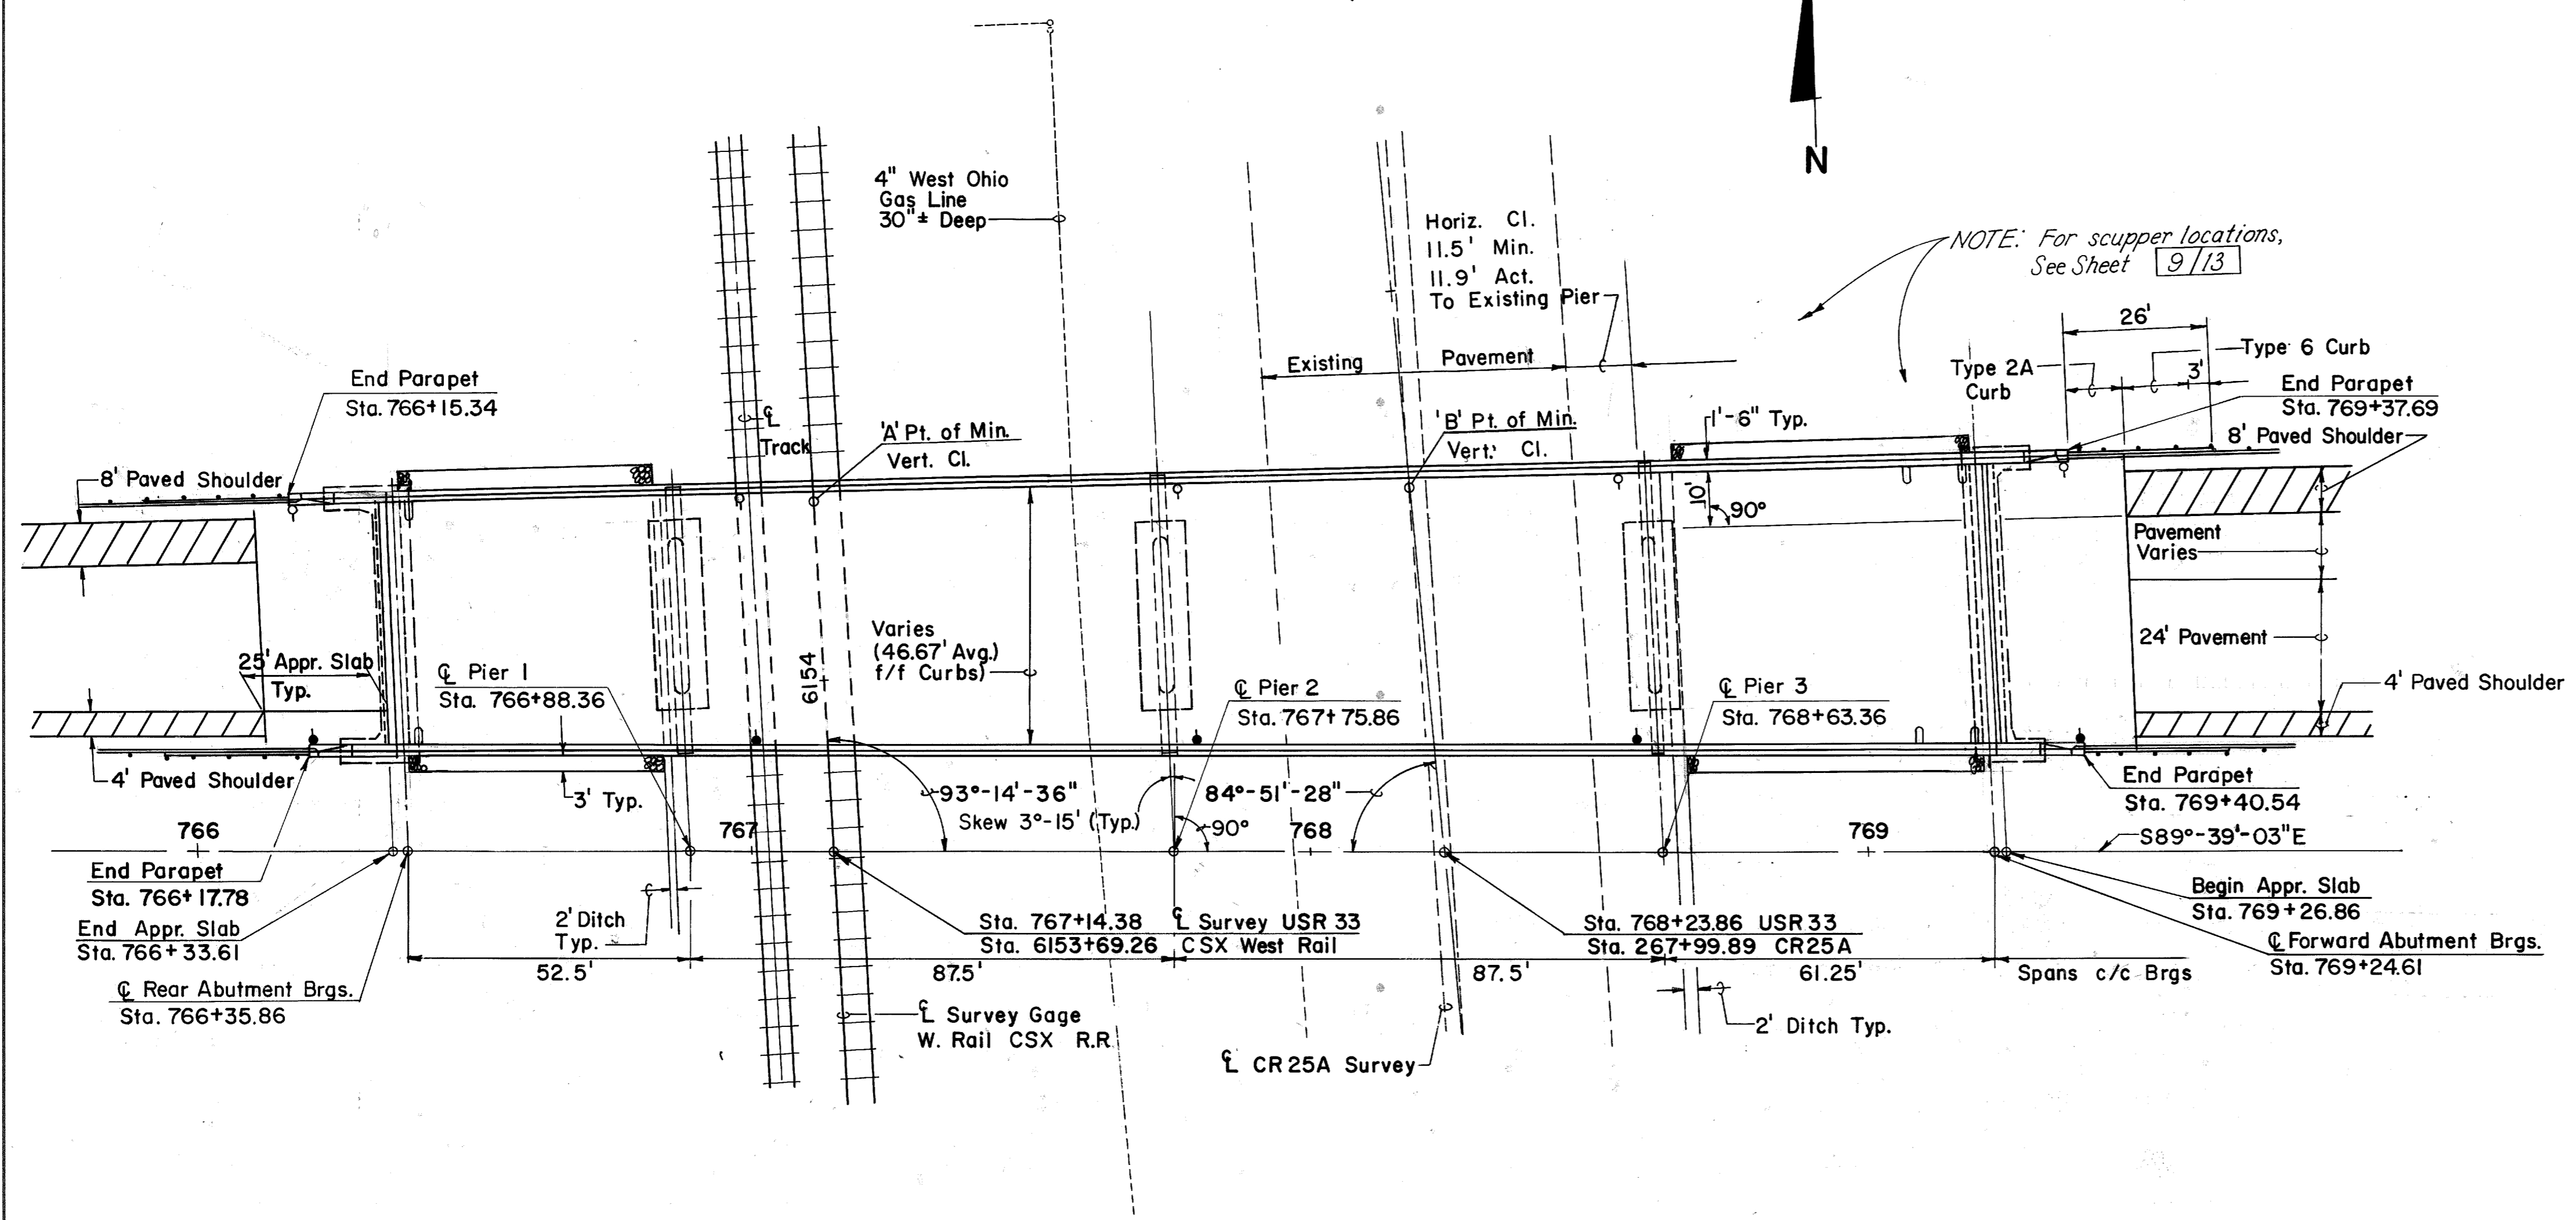 N
4" West Ohio
Gas Line
30"± Deep
Horiz. Cl.
11.5' Min.
11.9' Act.
To Existing Pier
NOTE: For scupper locations,
See Sheet 9/13
26'
Type 6 Curb
Type 2A
Curb
3'
End Parapet
Sta. 769+37.69
8' Paved Shoulder
Existing Pavement
End Parapet
Sta. 766+15.34
℄
Track
'A' Pt. of Min.
Vert. Cl.
'B' Pt. of Min.
Vert. Cl.
1'-6" Typ.
8' Paved Shoulder
10'
90°
Pavement
Varies
24' Pavement
4' Paved Shoulder
25' Appr. Slab
Typ.
℄ Pier 1
Sta. 766+88.36
6154
Varies
(46.67' Avg.)
f/f Curbs)
℄ Pier 2
Sta. 767+75.86
℄ Pier 3
Sta. 768+63.36
4' Paved Shoulder
3' Typ.
93°-14'-36"
Skew 3°-15' (Typ.)
84°-51'-28"
90°
End Parapet
Sta. 769+40.54
766
767
768
769
S89°-39'-03"E
End Parapet
Sta. 766+17.78
End Appr. Slab
Sta. 766+33.61
℄ Rear Abutment Brgs.
Sta. 766+35.86
2' Ditch
Typ.
Sta. 767+14.38 ℄ Survey USR 33
Sta. 6153+69.26 CSX West Rail
Sta. 768+23.86 USR 33
Sta. 267+99.89 CR25A
Begin Appr. Slab
Sta. 769+26.86
℄ Forward Abutment Brgs.
Sta. 769+24.61
52.5'
87.5'
87.5'
61.25'
Spans c/c Brgs
℄ Survey Gage
W. Rail CSX R.R
℄ CR 25A Survey
2' Ditch Typ.